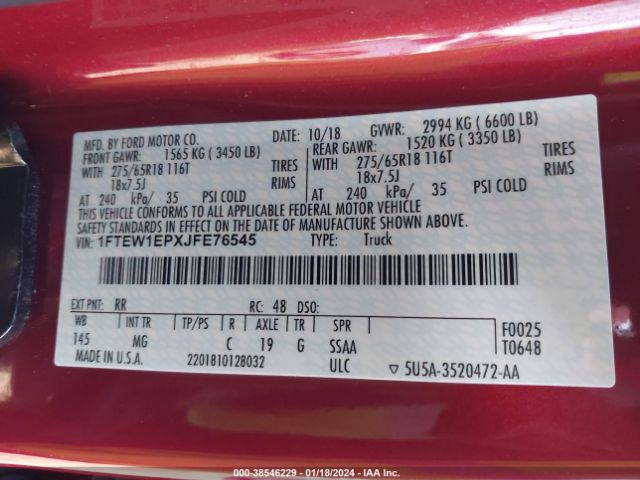 MFD. BY FORD MOTOR CO. DATE: 10/18 GVWR: 2994 KG ( 6600 LB)
FRONT GAWR: 1565 KG ( 3450 LB) REAR GAWR: 1520 KG ( 3350 LB)
WITH 275/65R18 116T TIRES WITH 275/65R18 116T TIRES
18x7.5J RIMS 18x7.5J RIMS
AT 240 kPa/ 35 PSI COLD AT 240 kPa/ 35 PSI COLD
THIS VEHICLE CONFORMS TO ALL APPLICABLE FEDERAL MOTOR VEHICLE
SAFETY STANDARDS IN EFFECT ON THE DATE OF MANUFACTURE SHOWN ABOVE.
VIN: 1FTEW1EPXJFE76545 TYPE: Truck
EXT PNT: RR RC: 48 DSO:
WB INT TR TP/PS R AXLE TR SPR F0025
145 MG C 19 G SSAA T0648
MADE IN U.S.A. 2201810128032 ULC ▽ 5U5A-3520472-AA
000-38546229 - 01/18/2024 - IAA Inc.